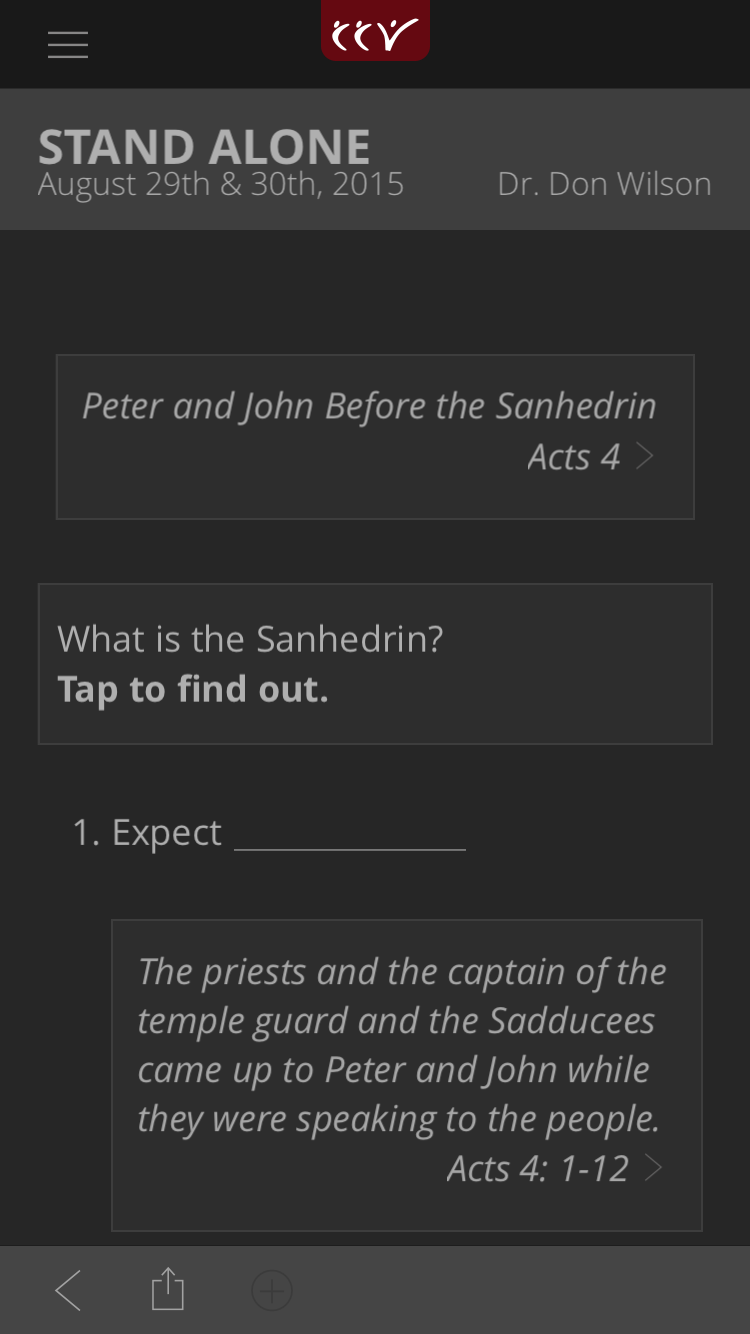 CCV
STAND ALONE
August 29th & 30th, 2015
Dr. Don Wilson
Peter and John Before the Sanhedrin
Acts 4
What is the Sanhedrin?
Tap to find out.
1. Expect
The priests and the captain of the
temple guard and the Sadducees
came up to Peter and John while
they were speaking to the people.
Acts 4: 1-12